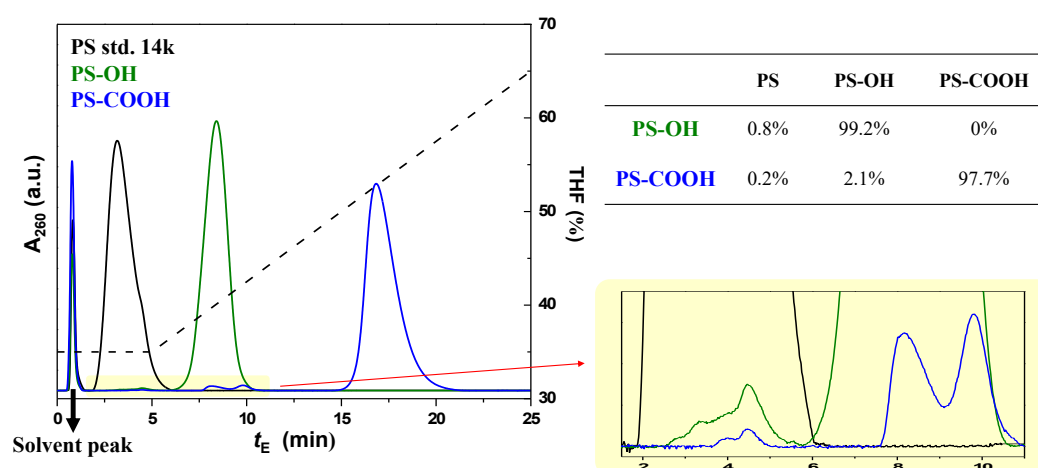 PS std. 14k
PS-OH
PS-COOH
A260 (a.u.)
70
60
50
40
30
THF (%)
0 5 10 15 20 25
tE (min)
Solvent peak
PS PS-OH PS-COOH
PS-OH 0.8% 99.2% 0%
PS-COOH 0.2% 2.1% 97.7%
2 4 6 8 10